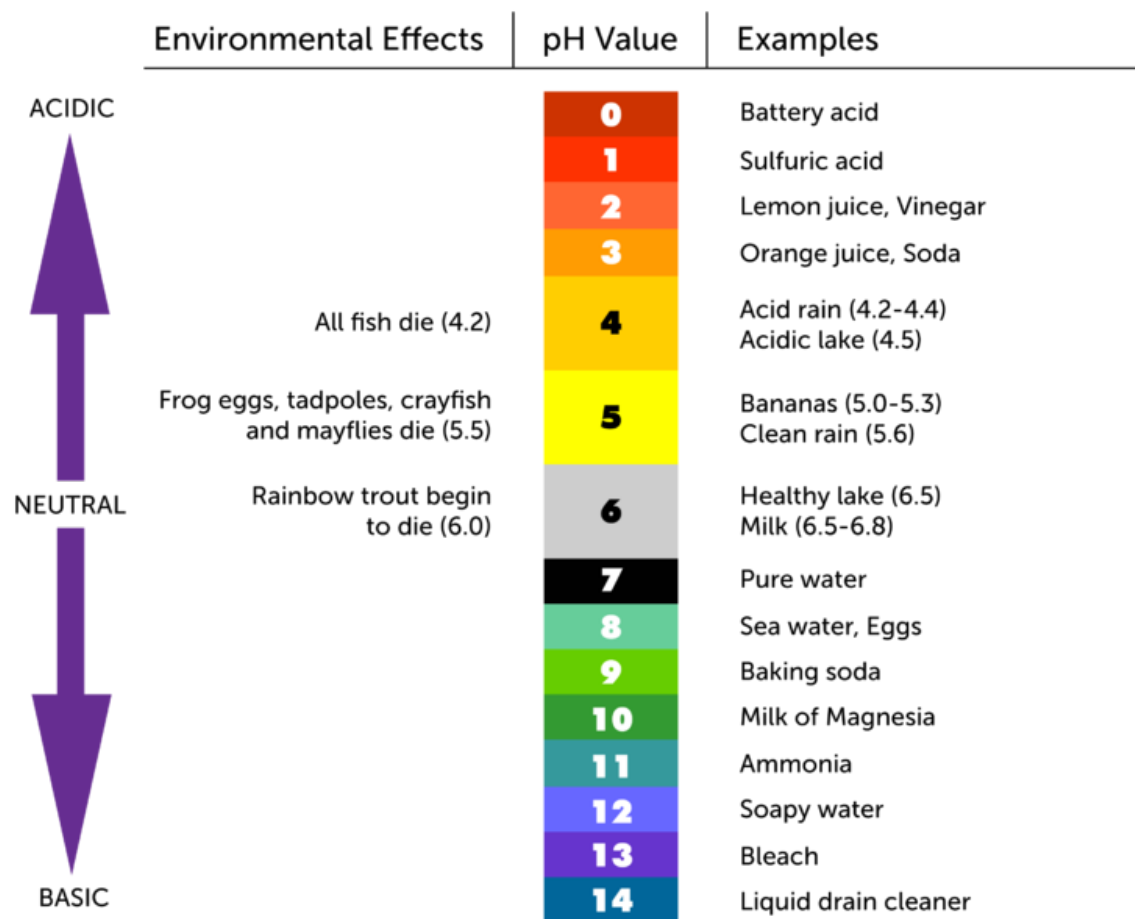 Environmental Effects pH Value Examples
ACIDIC
0 Battery acid
1 Sulfuric acid
2 Lemon juice, Vinegar
3 Orange juice, Soda
All fish die (4.2) 4 Acid rain (4.2-4.4)
Acidic lake (4.5)
Frog eggs, tadpoles, crayfish
and mayflies die (5.5) 5 Bananas (5.0-5.3)
Clean rain (5.6)
NEUTRAL
Rainbow trout begin
to die (6.0) 6 Healthy lake (6.5)
Milk (6.5-6.8)
7 Pure water
8 Sea water, Eggs
9 Baking soda
10 Milk of Magnesia
11 Ammonia
12 Soapy water
13 Bleach
BASIC
14 Liquid drain cleaner